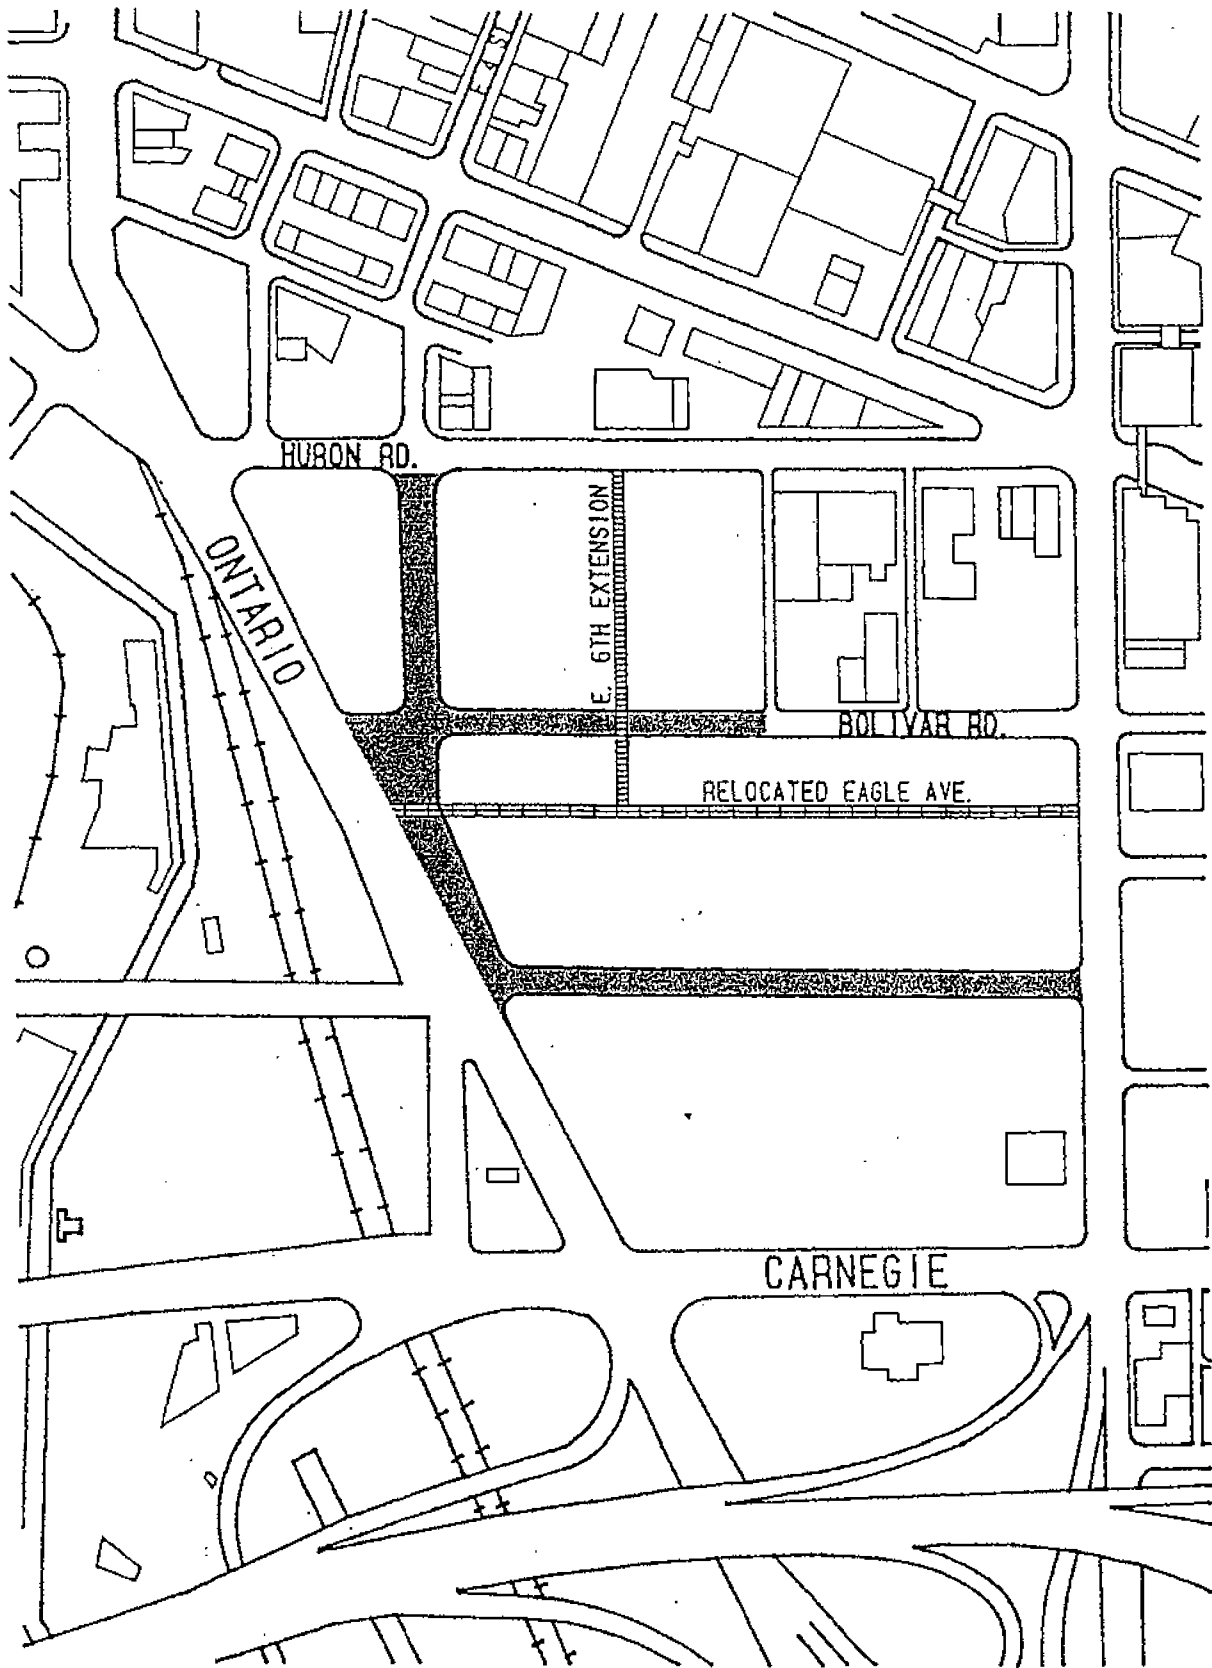 HURON RD.
ONTARIO
E. 6TH EXTENSION
BOLIVAR RD.
RELOCATED EAGLE AVE.
CARNEGIE